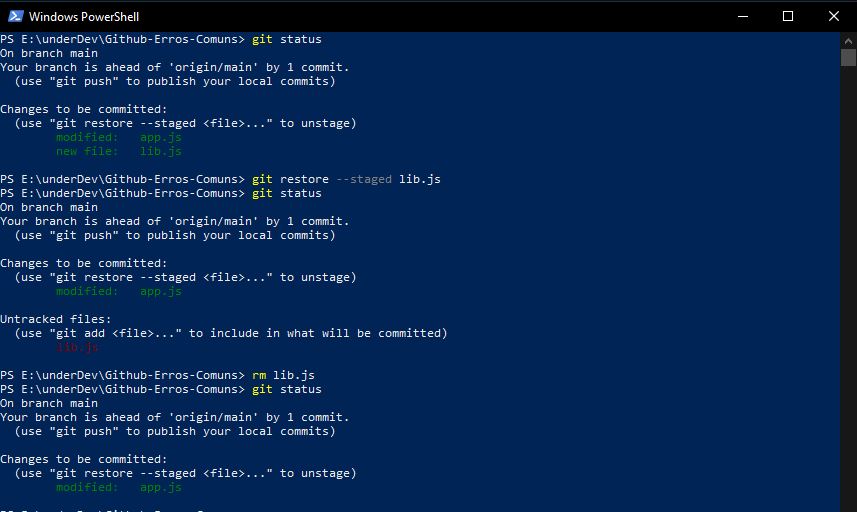 Windows PowerShell
PS E:\underDev\Github-Erros-Comuns> git status
On branch main
Your branch is ahead of 'origin/main' by 1 commit.
  (use "git push" to publish your local commits)
Changes to be committed:
  (use "git restore --staged <file>..." to unstage)
        modified:   app.js
        new file:   lib.js
PS E:\underDev\Github-Erros-Comuns> git restore --staged lib.js
PS E:\underDev\Github-Erros-Comuns> git status
On branch main
Your branch is ahead of 'origin/main' by 1 commit.
  (use "git push" to publish your local commits)
Changes to be committed:
  (use "git restore --staged <file>..." to unstage)
        modified:   app.js
Untracked files:
  (use "git add <file>..." to include in what will be committed)
        lib.js
PS E:\underDev\Github-Erros-Comuns> rm lib.js
PS E:\underDev\Github-Erros-Comuns> git status
On branch main
Your branch is ahead of 'origin/main' by 1 commit.
  (use "git push" to publish your local commits)
Changes to be committed:
  (use "git restore --staged <file>..." to unstage)
        modified:   app.js